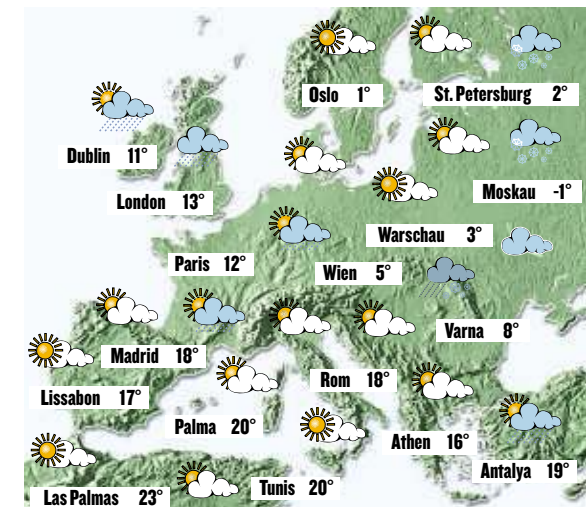 Oslo 1°
St. Petersburg 2°
Dublin 11°
Moskau -1°
London 13°
Warschau 3°
Paris 12°
Wien 5°
Varna 8°
Madrid 18°
Rom 18°
Lissabon 17°
Palma 20°
Athen 16°
Antalya 19°
Las Palmas 23°
Tunis 20°